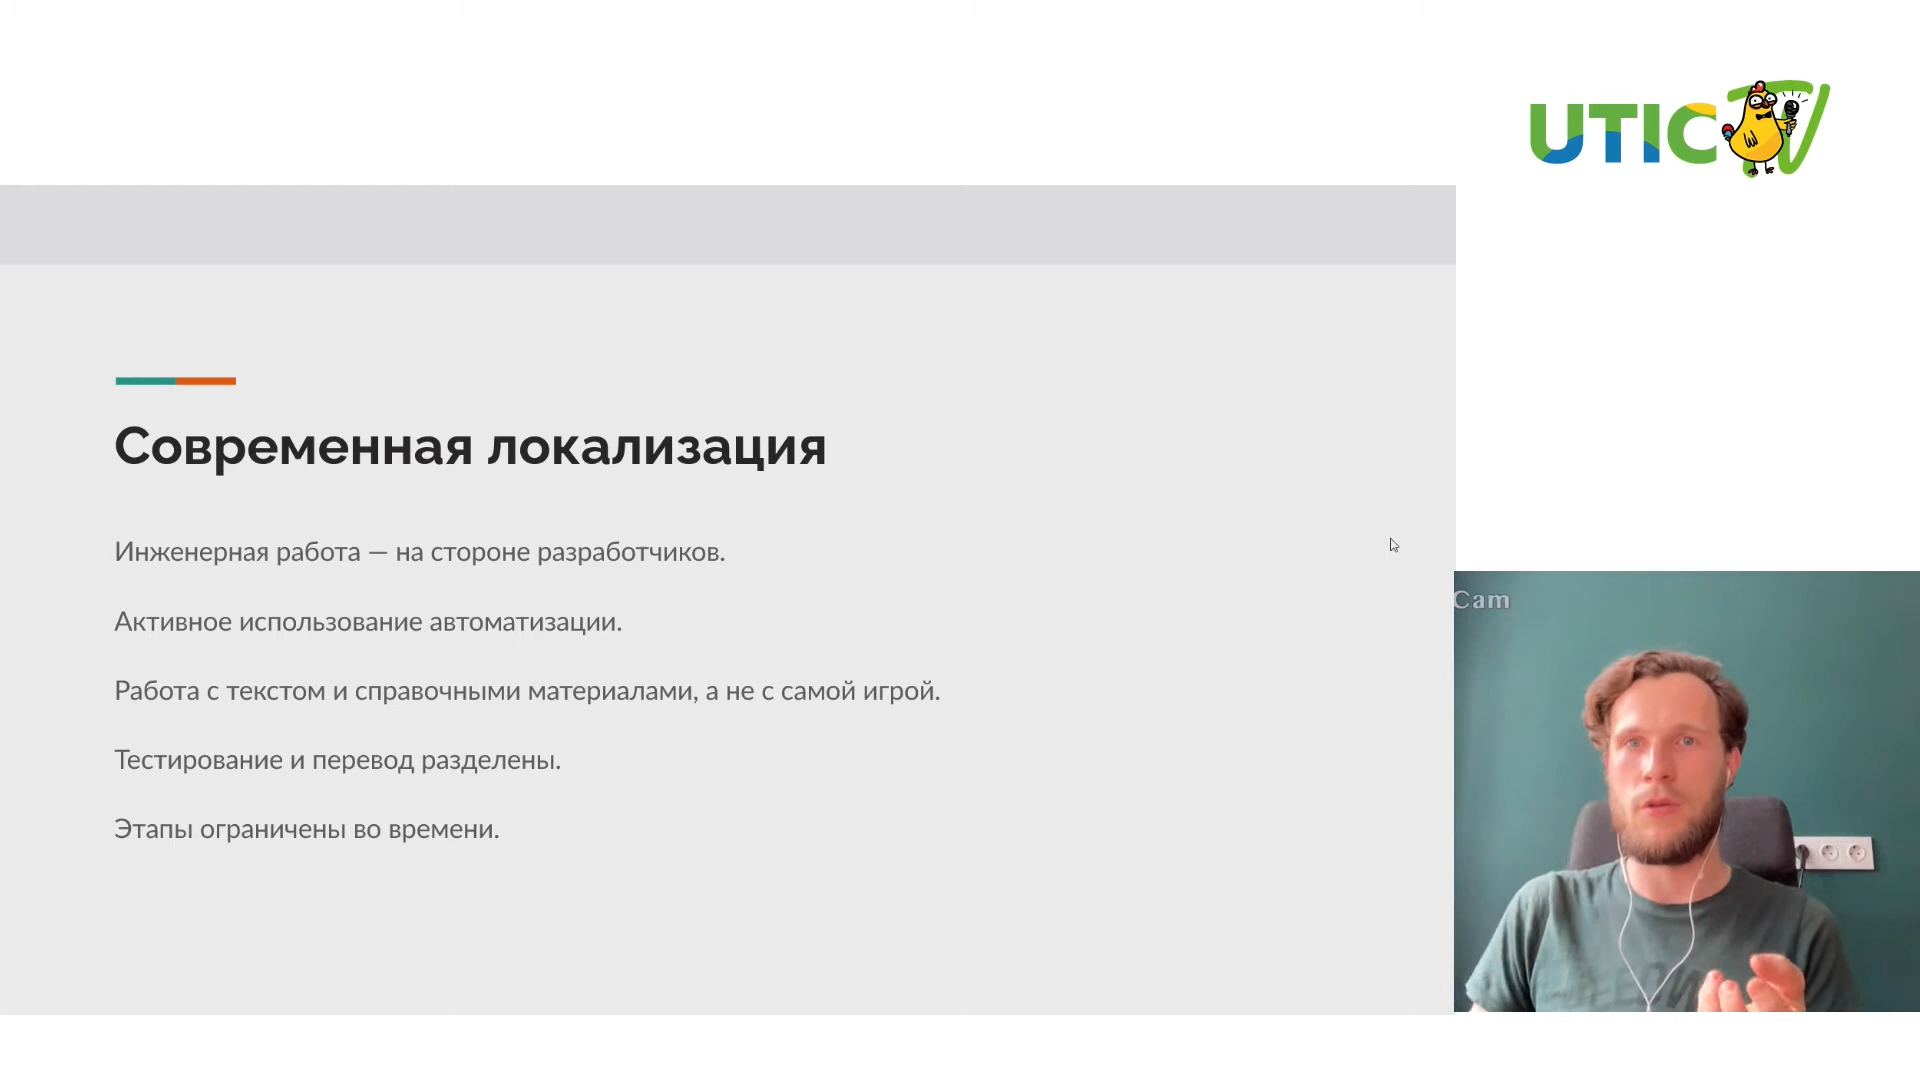 UTIC TV
Современная локализация
Инженерная работа — на стороне разработчиков.
Активное использование автоматизации.
Работа с текстом и справочными материалами, а не с самой игрой.
Тестирование и перевод разделены.
Этапы ограничены во времени.
Cam